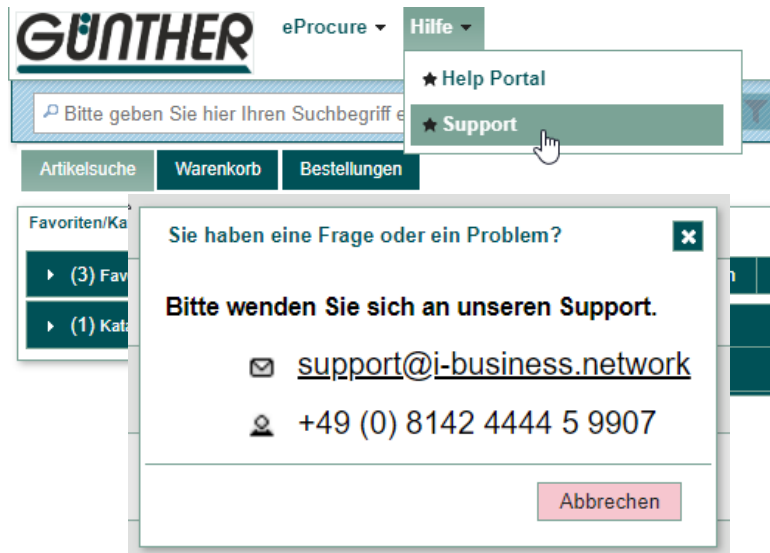 GÜNTHER eProcure Hilfe
Help Portal
Bitte geben Sie hier Ihren Suchbegriff e
Support
Artikelsuche Warenkorb Bestellungen
Favoriten/Ka
Sie haben eine Frage oder ein Problem?
(3) Fav
Bitte wenden Sie sich an unseren Support.
(1) Kata
support@i-business.network
+49 (0) 8142 4444 5 9907
Abbrechen